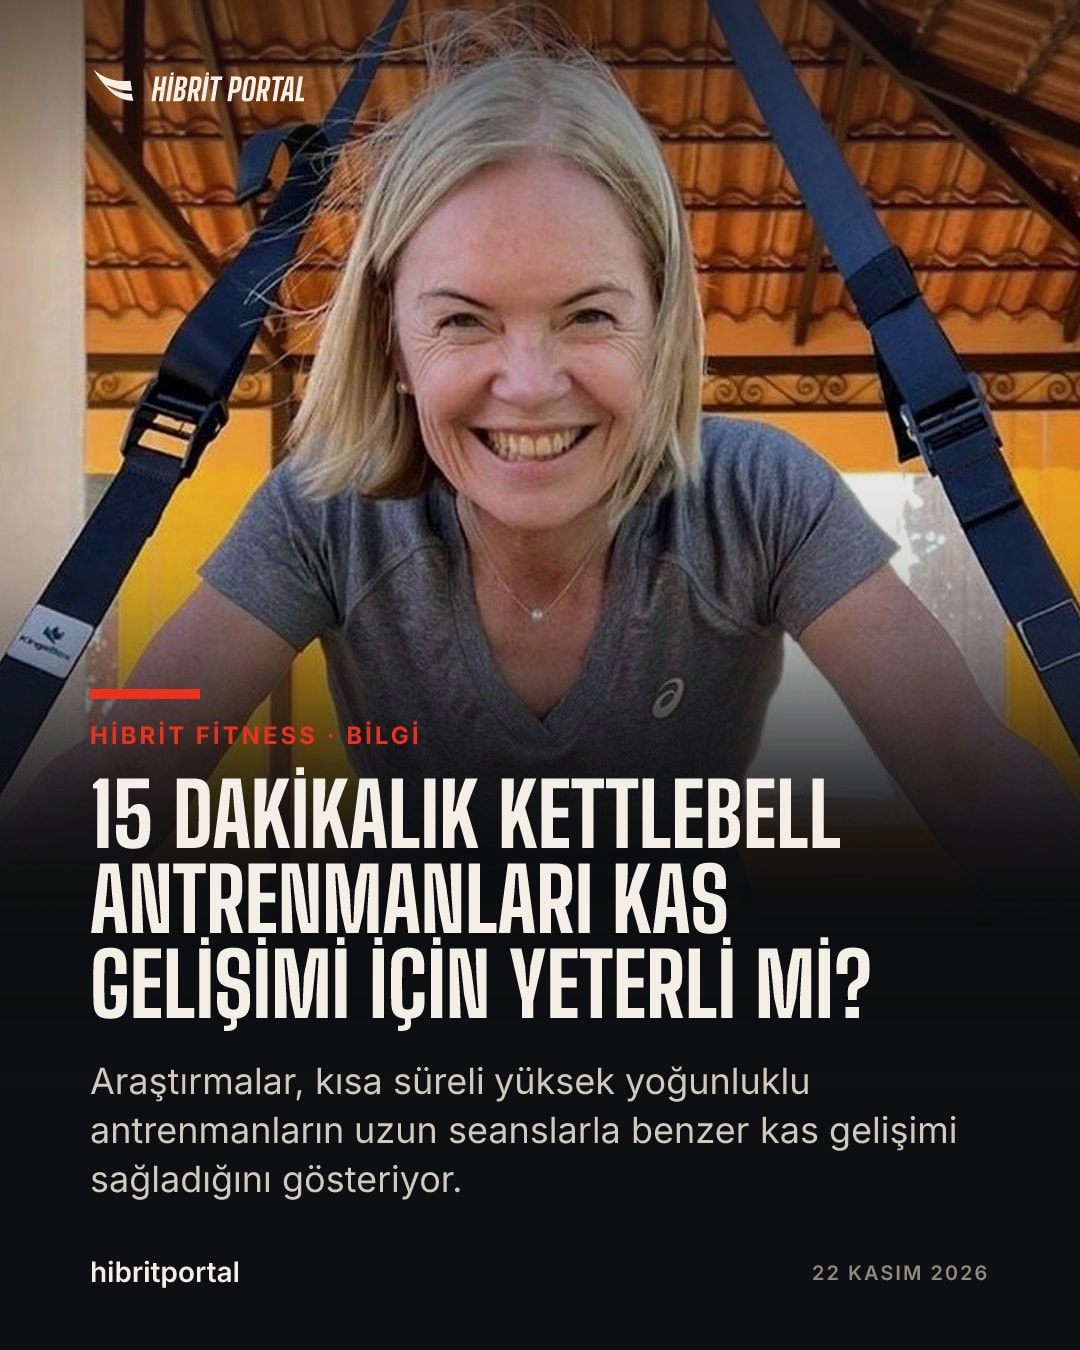 HİBRİT PORTAL
KingsBox
HİBRİT FİTNESS · BİLGİ
15 DAKİKALIK KETTLEBELL
ANTRENMANLARI KAS
GELİŞİMİ İÇİN YETERLİ Mİ?
Araştırmalar, kısa süreli yüksek yoğunluklu
antrenmanların uzun seanslarla benzer kas gelişimi
sağladığını gösteriyor.
hibritportal
22 KASIM 2026